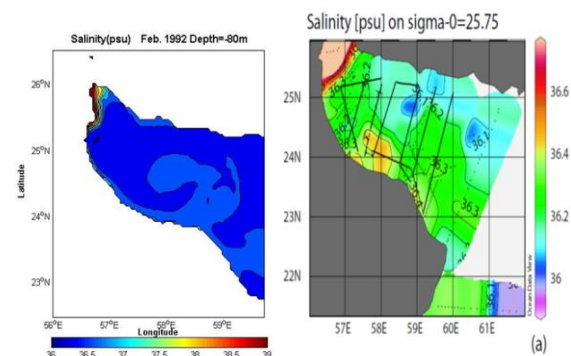 Salinity(psu) Feb. 1992 Depth=-80m
26°N
25°N
24°N
23°N
Latitude
56°E 57°E 58°E 59°E
Longitude
36 36.5 37 37.5 38 38.5 39
Salinity [psu] on sigma-0=25.75
25N
24N
23N
22N
57E 58E 59E 60E 61E
36.2
36.1
36.3
36.3
36.6
36.4
36.2
36
Ocean Data View
(a)